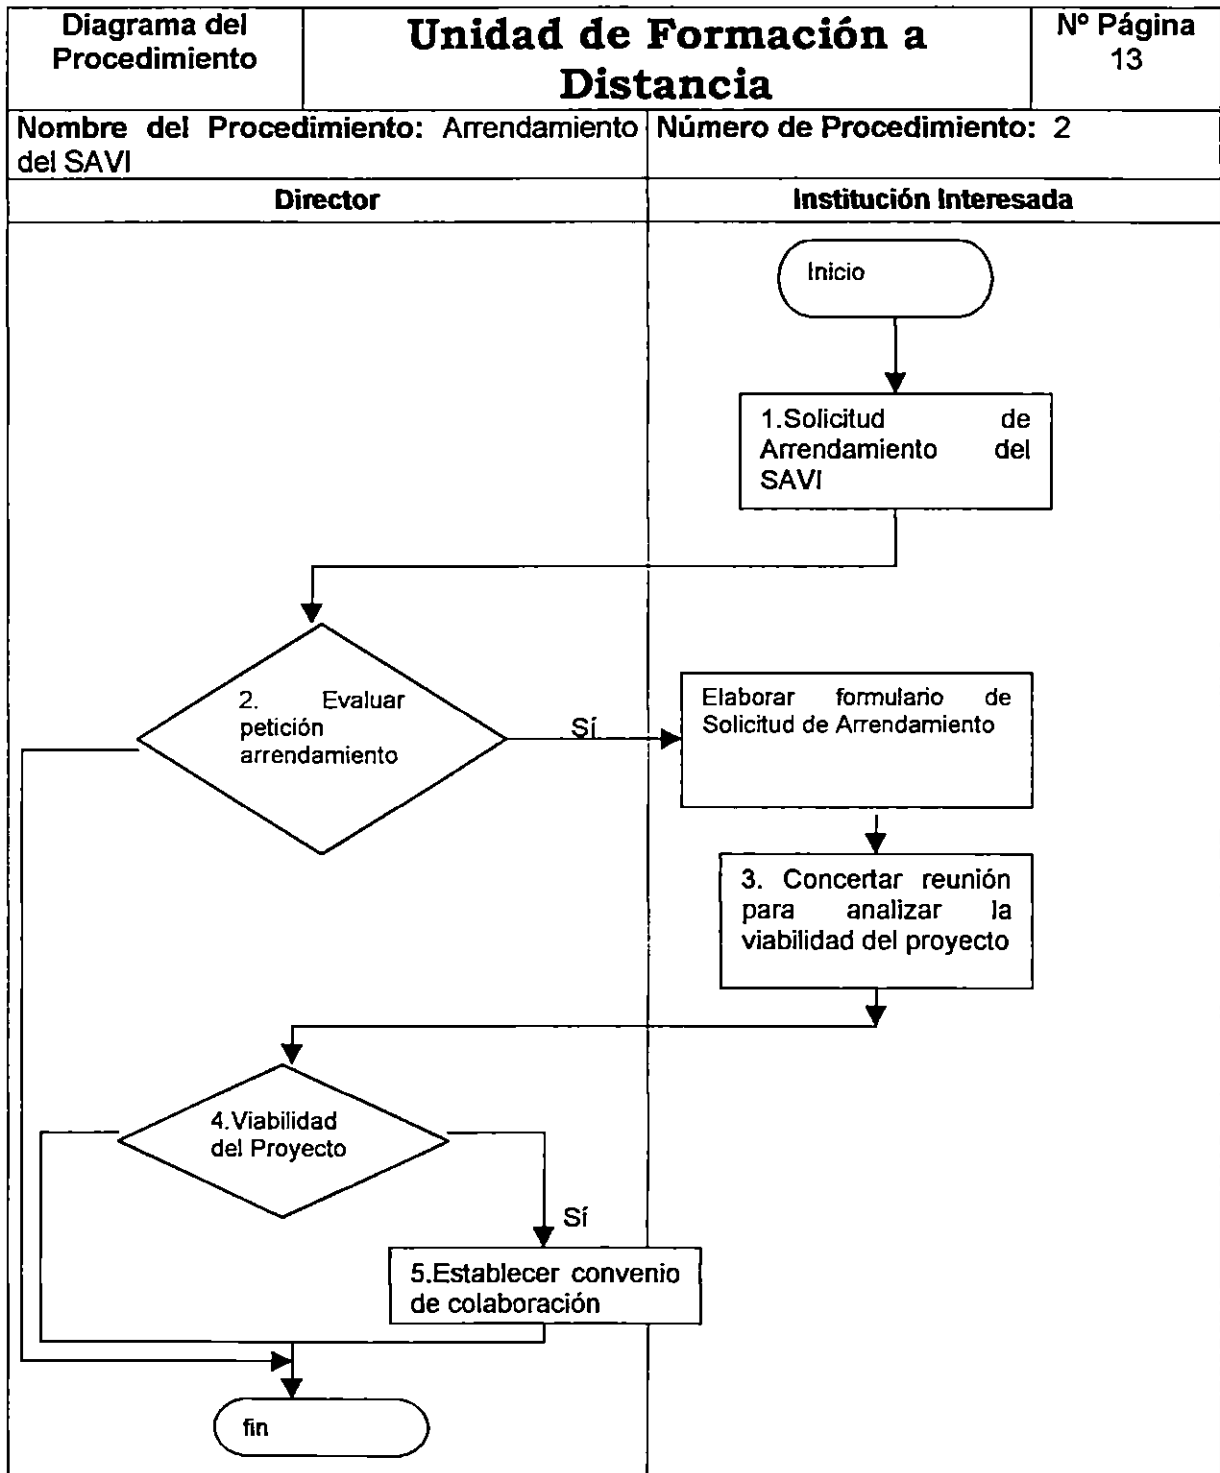 Diagrama del
Procedimiento
Unidad de Formación a
Distancia
Nº Página
13
Nombre del Procedimiento: Arrendamiento
del SAVI
Número de Procedimiento: 2
Director
Institución Interesada
Inicio
1.Solicitud de
Arrendamiento del
SAVI
2. Evaluar
petición
arrendamiento
Sí
Elaborar formulario de
Solicitud de Arrendamiento
3. Concertar reunión
para analizar la
viabilidad del proyecto
4.Viabilidad
del Proyecto
Sí
5.Establecer convenio
de colaboración
fin